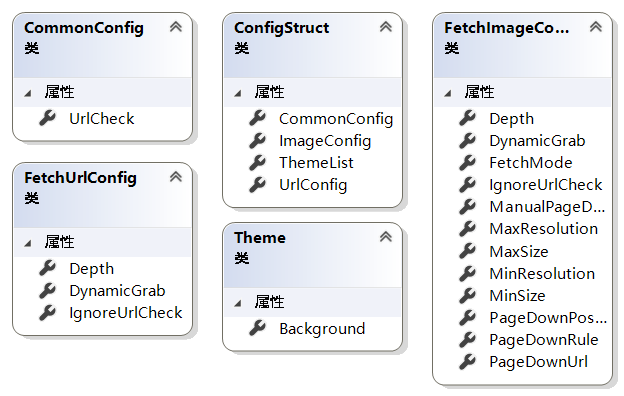 CommonConfig
类
属性
UrlCheck
FetchUrlConfig
类
属性
Depth
DynamicGrab
IgnoreUrlCheck
ConfigStruct
类
属性
CommonConfig
ImageConfig
ThemeList
UrlConfig
Theme
类
属性
Background
FetchImageCo...
类
属性
Depth
DynamicGrab
FetchMode
IgnoreUrlCheck
ManualPageD...
MaxResolution
MaxSize
MinResolution
MinSize
PageDownPos...
PageDownRule
PageDownUrl